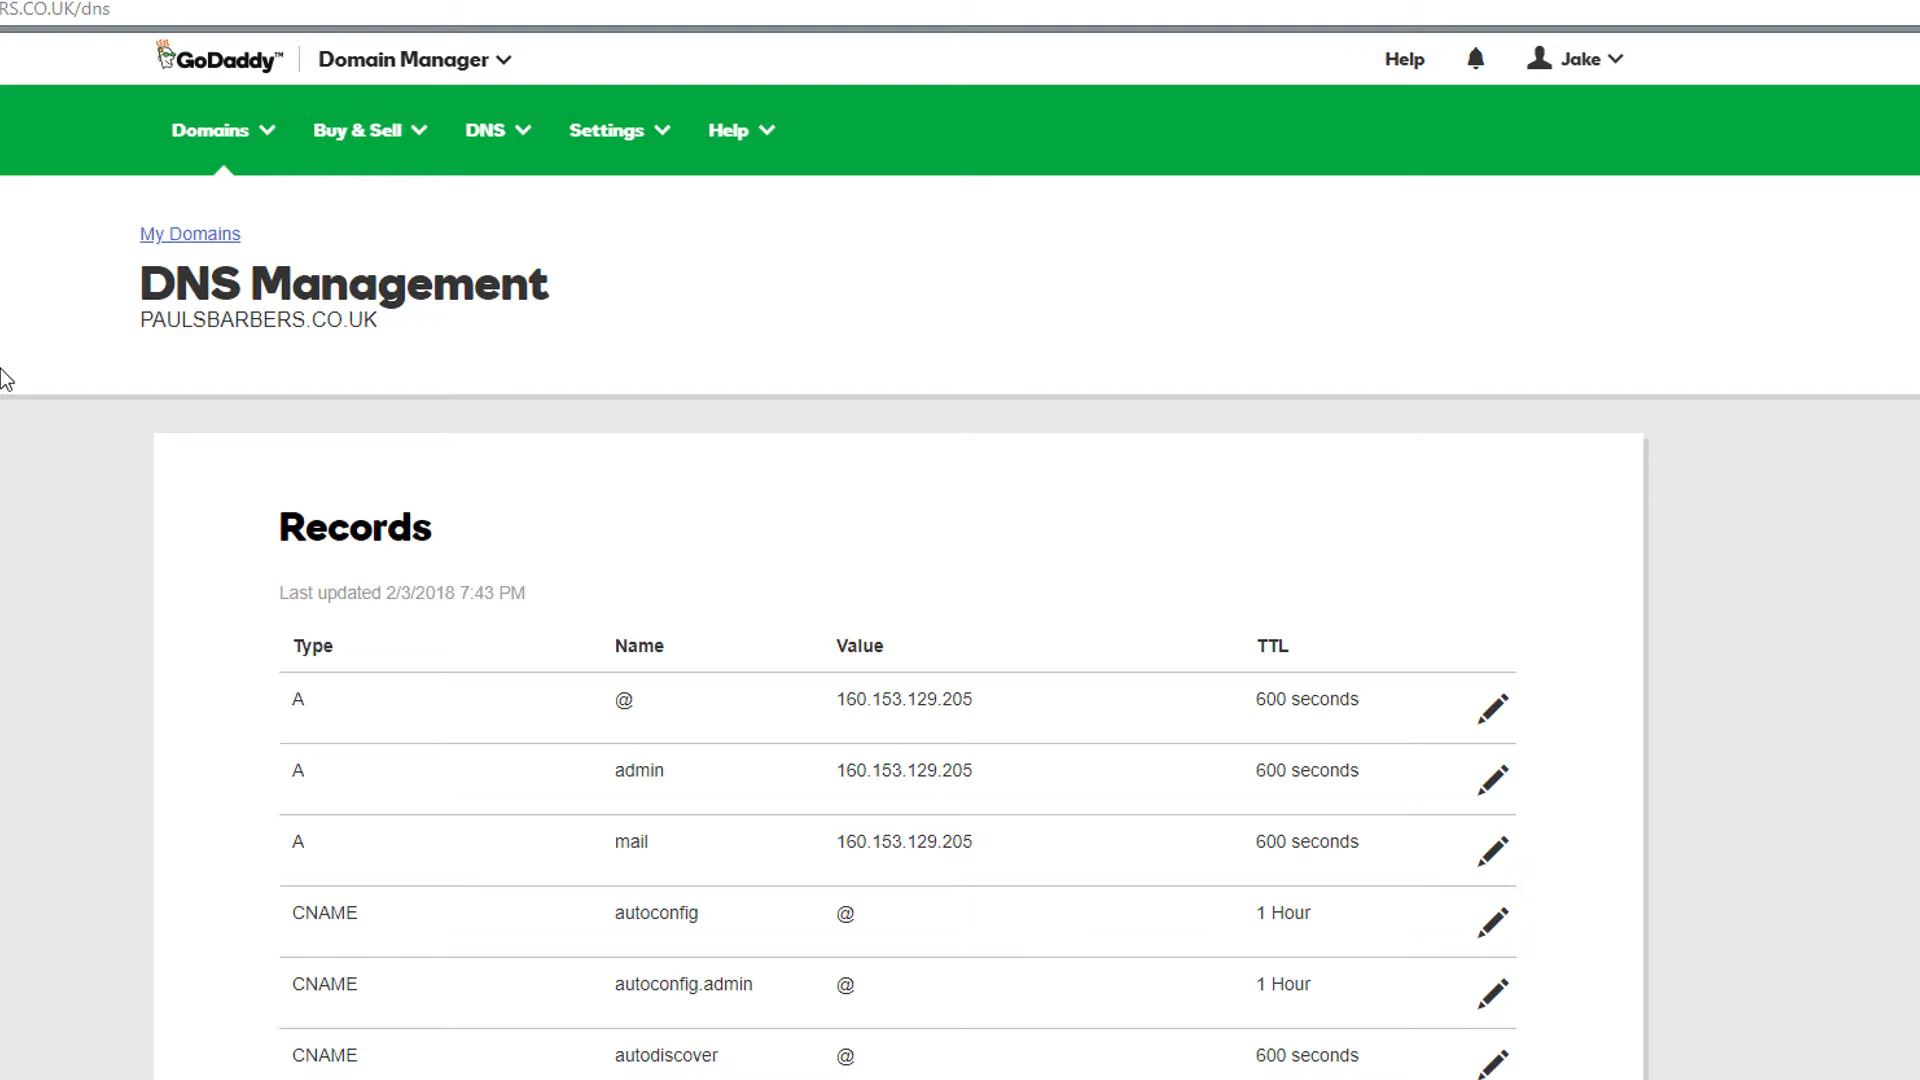 RS.CO.UK/dns
GoDaddy™ Domain Manager Help Jake
Domains Buy & Sell DNS Settings Help
My Domains
DNS Management
PAULSBARBERS.CO.UK
Records
Last updated 2/3/2018 7:43 PM
Type Name Value TTL
A @ 160.153.129.205 600 seconds
A admin 160.153.129.205 600 seconds
A mail 160.153.129.205 600 seconds
CNAME autoconfig @ 1 Hour
CNAME autoconfig.admin @ 1 Hour
CNAME autodiscover @ 600 seconds